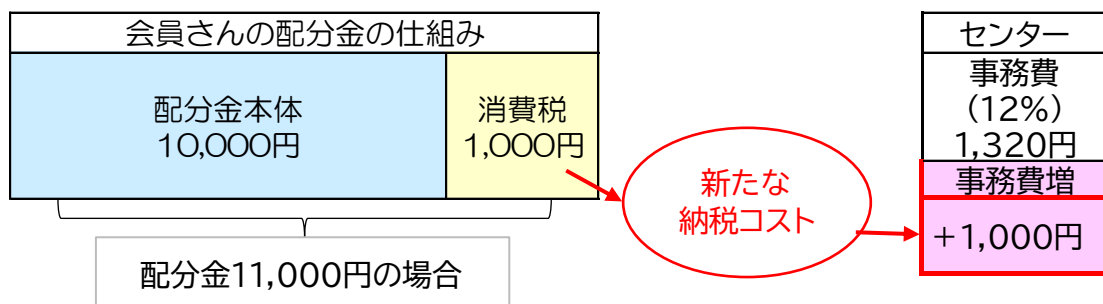 会員さんの配分金の仕組み
配分金本体
10,000円
消費税
1,000円
配分金11,000円の場合
新たな
納税コスト
センター
事務費
(12%)
1,320円
事務費増
+1,000円